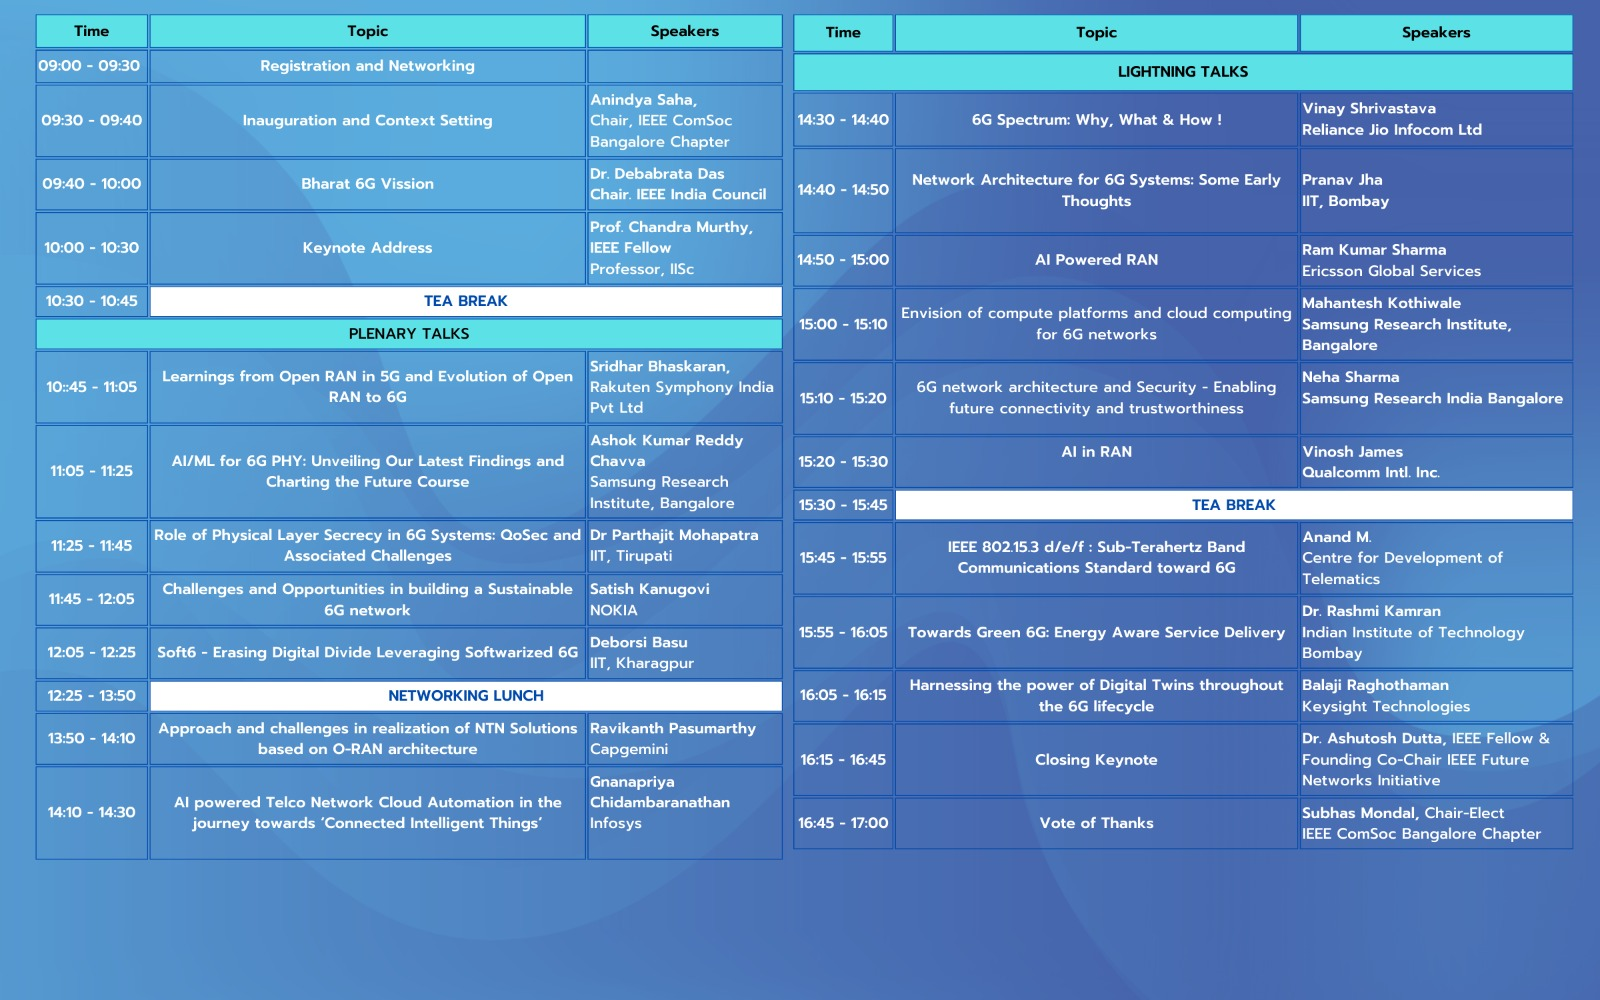 Time Topic Speakers
09:00 - 09:30 Registration and Networking
09:30 - 09:40 Inauguration and Context Setting Anindya Saha,
Chair, IEEE ComSoc
Bangalore Chapter
09:40 - 10:00 Bharat 6G Vission Dr. Debabrata Das
Chair. IEEE India Council
10:00 - 10:30 Keynote Address Prof. Chandra Murthy,
IEEE Fellow
Professor, IISc
10:30 - 10:45 TEA BREAK
PLENARY TALKS
10::45 - 11:05 Learnings from Open RAN in 5G and Evolution of Open
RAN to 6G
Sridhar Bhaskaran,
Rakuten Symphony India
Pvt Ltd
11:05 - 11:25 AI/ML for 6G PHY: Unveiling Our Latest Findings and
Charting the Future Course
Ashok Kumar Reddy
Chavva
Samsung Research
Institute, Bangalore
11:25 - 11:45 Role of Physical Layer Secrecy in 6G Systems: QoSec and
Associated Challenges
Dr Parthajit Mohapatra
IIT, Tirupati
11:45 - 12:05 Challenges and Opportunities in building a Sustainable
6G network
Satish Kanugovi
NOKIA
12:05 - 12:25 Soft6 - Erasing Digital Divide Leveraging Softwarized 6G
Deborsi Basu
IIT, Kharagpur
12:25 - 13:50 NETWORKING LUNCH
13:50 - 14:10 Approach and challenges in realization of NTN Solutions
based on O-RAN architecture
Ravikanth Pasumarthy
Capgemini
14:10 - 14:30 AI powered Telco Network Cloud Automation in the
journey towards 'Connected Intelligent Things'
Gnanapriya
Chidambaranathan
Infosys
Time Topic Speakers
LIGHTNING TALKS
14:30 - 14:40 6G Spectrum: Why, What & How !
Vinay Shrivastava
Reliance Jio Infocom Ltd
14:40 - 14:50 Network Architecture for 6G Systems: Some Early
Thoughts
Pranav Jha
IIT, Bombay
14:50 - 15:00 AI Powered RAN
Ram Kumar Sharma
Ericsson Global Services
15:00 - 15:10 Envision of compute platforms and cloud computing
for 6G networks
Mahantesh Kothiwale
Samsung Research Institute,
Bangalore
15:10 - 15:20 6G network architecture and Security - Enabling
future connectivity and trustworthiness
Neha Sharma
Samsung Research India Bangalore
15:20 - 15:30 AI in RAN
Vinosh James
Qualcomm Intl. Inc.
15:30 - 15:45 TEA BREAK
15:45 - 15:55 IEEE 802.15.3 d/e/f : Sub-Terahertz Band
Communications Standard toward 6G
Anand M.
Centre for Development of
Telematics
15:55 - 16:05 Towards Green 6G: Energy Aware Service Delivery
Dr. Rashmi Kamran
Indian Institute of Technology
Bombay
16:05 - 16:15 Harnessing the power of Digital Twins throughout
the 6G lifecycle
Balaji Raghothaman
Keysight Technologies
16:15 - 16:45 Closing Keynote
Dr. Ashutosh Dutta, IEEE Fellow &
Founding Co-Chair IEEE Future
Networks Initiative
16:45 - 17:00 Vote of Thanks
Subhas Mondal, Chair-Elect
IEEE ComSoc Bangalore Chapter